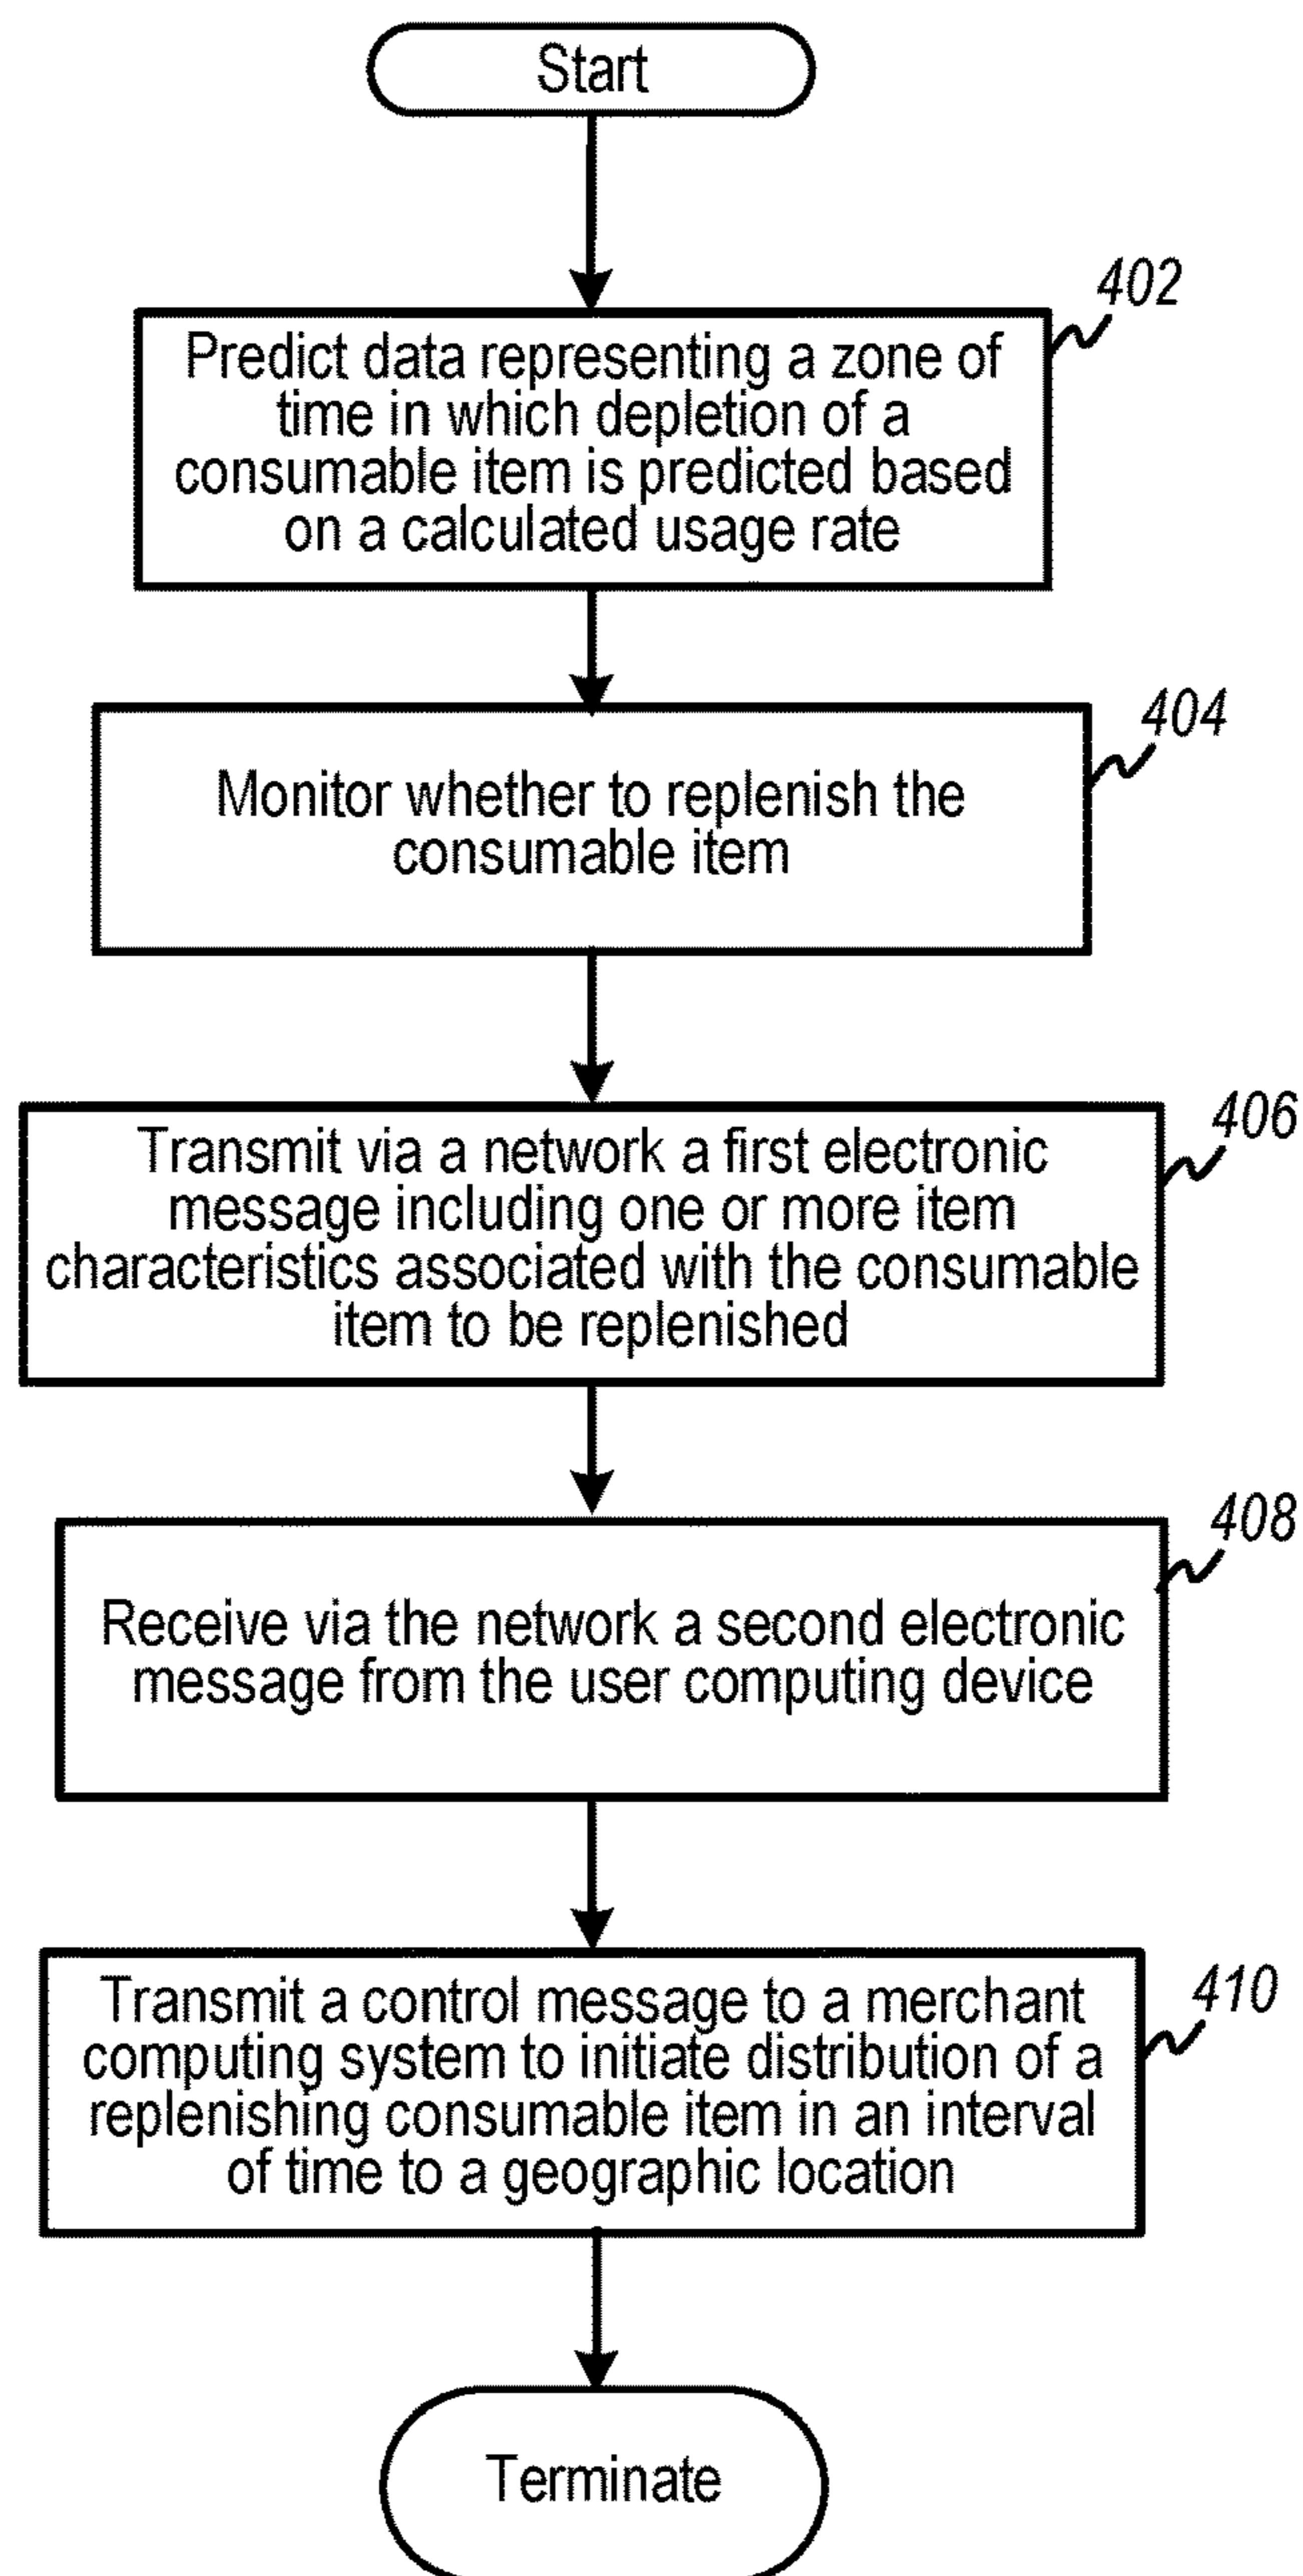 Start
402
Predict data representing a zone of
time in which depletion of a
consumable item is predicted based
on a calculated usage rate
404
Monitor whether to replenish the
consumable item
406
Transmit via a network a first electronic
message including one or more item
characteristics associated with the consumable
item to be replenished
408
Receive via the network a second electronic
message from the user computing device
410
Transmit a control message to a merchant
computing system to initiate distribution of a
replenishing consumable item in an interval
of time to a geographic location
Terminate